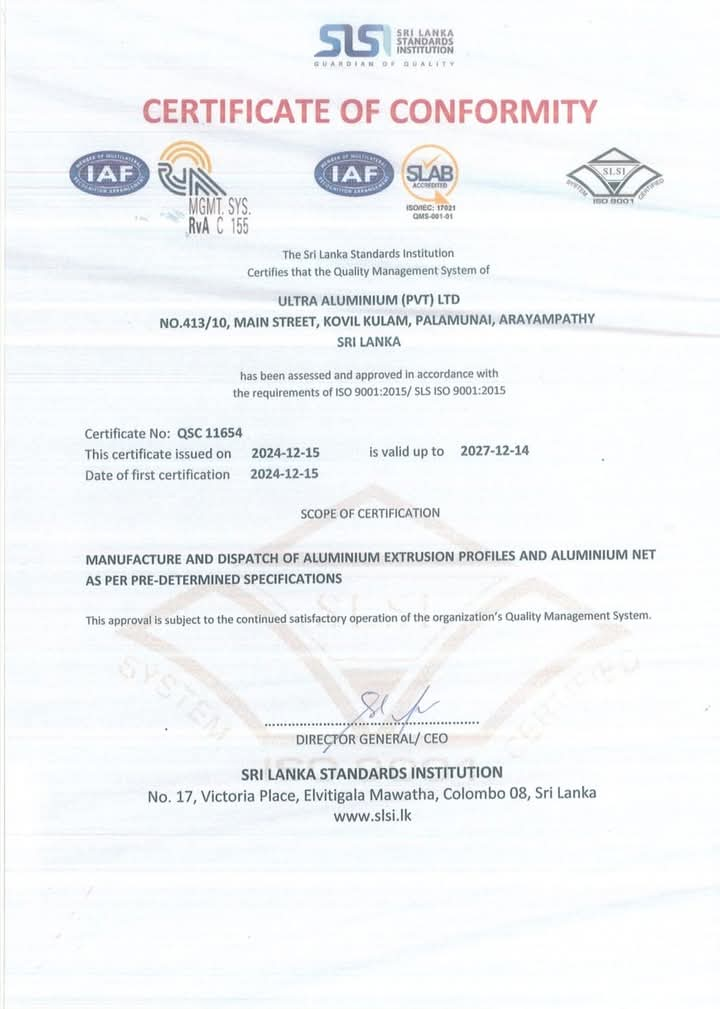 SLSI SRI LANKA
STANDARDS
INSTITUTION
GUARDIAN OF QUALITY
CERTIFICATE OF CONFORMITY
MEMBER OF MULTILATERAL
IAF
RECOGNITION ARRANGEMENT
RvA
MGMT. SYS.
RvA C 155
MEMBER OF MULTILATERAL
IAF
RECOGNITION ARRANGEMENT
SLAB
ACCREDITED
ISO/IEC: 17021
QMS-001-01
SLSI
SYSTEM CERTIFIED
ISO 9001
The Sri Lanka Standards Institution
Certifies that the Quality Management System of
ULTRA ALUMINIUM (PVT) LTD
NO.413/10, MAIN STREET, KOVIL KULAM, PALAMUNAI, ARAYAMPATHY
SRI LANKA
has been assessed and approved in accordance with
the requirements of ISO 9001:2015/ SLS ISO 9001:2015
Certificate No: QSC 11654
This certificate issued on 2024-12-15 is valid up to 2027-12-14
Date of first certification 2024-12-15
SCOPE OF CERTIFICATION
MANUFACTURE AND DISPATCH OF ALUMINIUM EXTRUSION PROFILES AND ALUMINIUM NET
AS PER PRE-DETERMINED SPECIFICATIONS
SLSI
This approval is subject to the continued satisfactory operation of the organization's Quality Management System.
SYSTEM CERTIFIED
DIRECTOR GENERAL/ CEO
ISO 9001
SRI LANKA STANDARDS INSTITUTION
No. 17, Victoria Place, Elvitigala Mawatha, Colombo 08, Sri Lanka
www.slsi.lk